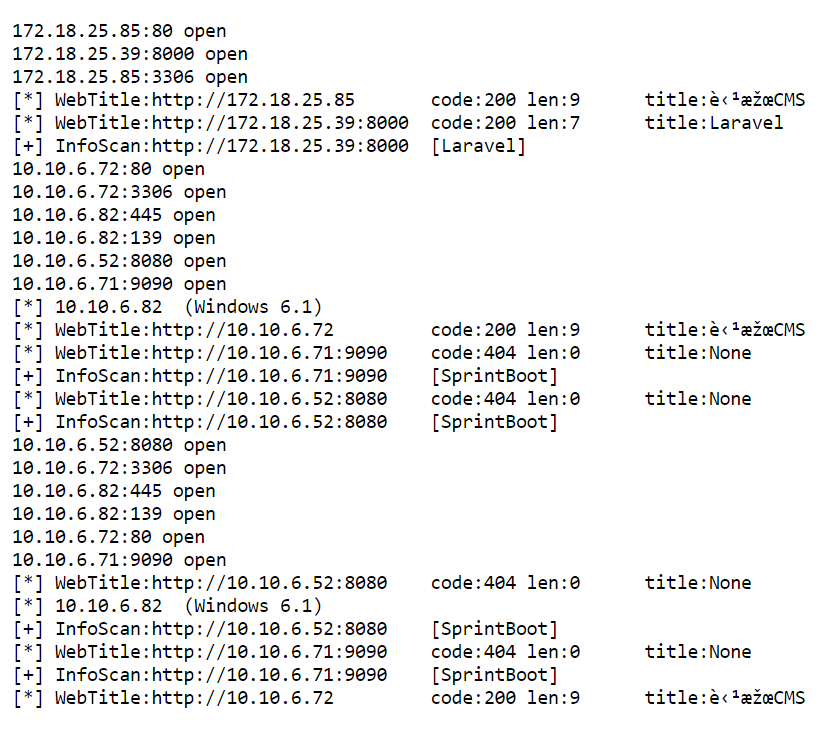 172.18.25.85:80 open
172.18.25.39:8000 open
172.18.25.85:3306 open
[*] WebTitle:http://172.18.25.85       code:200 len:9      title:è‹¹æžœCMS
[*] WebTitle:http://172.18.25.39:8000  code:200 len:7      title:Laravel
[+] InfoScan:http://172.18.25.39:8000  [Laravel]
10.10.6.72:80 open
10.10.6.72:3306 open
10.10.6.82:445 open
10.10.6.82:139 open
10.10.6.52:8080 open
10.10.6.71:9090 open
[*] 10.10.6.82  (Windows 6.1)
[*] WebTitle:http://10.10.6.72         code:200 len:9      title:è‹¹æžœCMS
[*] WebTitle:http://10.10.6.71:9090    code:404 len:0      title:None
[+] InfoScan:http://10.10.6.71:9090    [SprintBoot]
[*] WebTitle:http://10.10.6.52:8080    code:404 len:0      title:None
[+] InfoScan:http://10.10.6.52:8080    [SprintBoot]
10.10.6.52:8080 open
10.10.6.72:3306 open
10.10.6.82:445 open
10.10.6.82:139 open
10.10.6.72:80 open
10.10.6.71:9090 open
[*] WebTitle:http://10.10.6.52:8080    code:404 len:0      title:None
[*] 10.10.6.82  (Windows 6.1)
[+] InfoScan:http://10.10.6.52:8080    [SprintBoot]
[*] WebTitle:http://10.10.6.71:9090    code:404 len:0      title:None
[+] InfoScan:http://10.10.6.71:9090    [SprintBoot]
[*] WebTitle:http://10.10.6.72         code:200 len:9      title:è‹¹æžœCMS